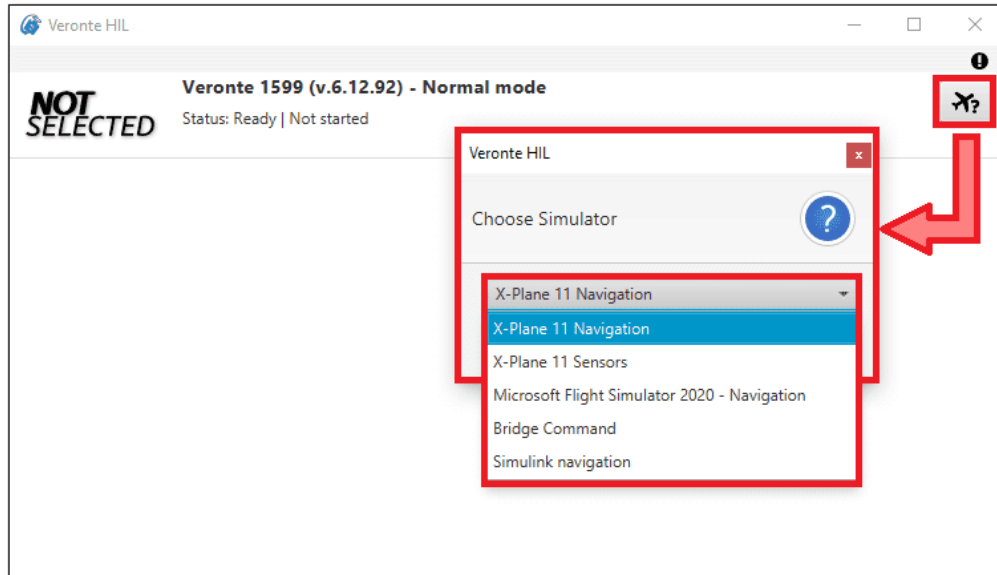 Veronte HIL
NOT
SELECTED
Veronte 1599 (v.6.12.92) - Normal mode
Status: Ready | Not started
?
Veronte HIL
x
Choose Simulator
?
X-Plane 11 Navigation
X-Plane 11 Navigation
X-Plane 11 Sensors
Microsoft Flight Simulator 2020 - Navigation
Bridge Command
Simulink navigation